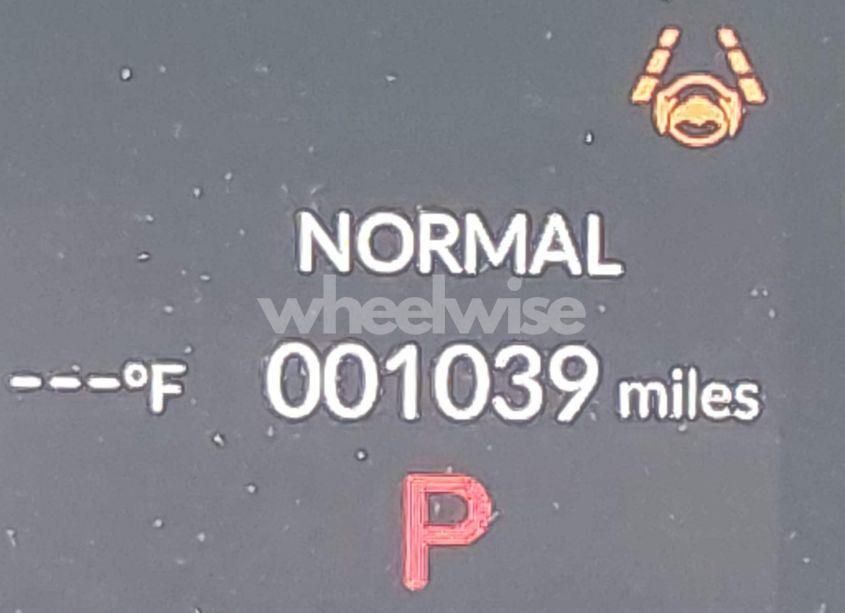 NORMAL
wheelwise
---°F 001039 miles
P